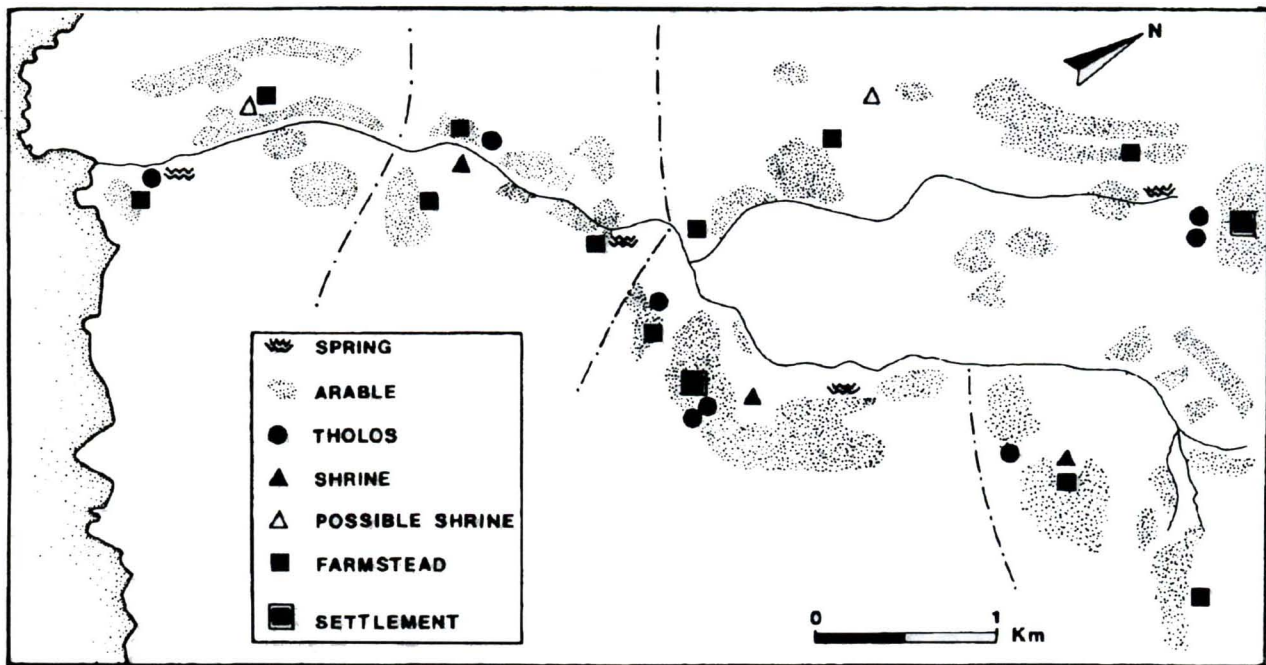 N
SPRING
ARABLE
THOLOS
SHRINE
POSSIBLE SHRINE
FARMSTEAD
SETTLEMENT
0 1
Km